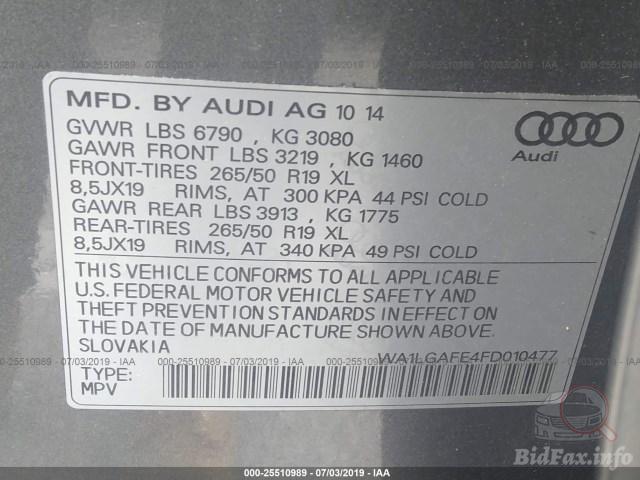 MFD. BY AUDI AG 10 14
GVWR LBS 6790 , KG 3080
GAWR FRONT LBS 3219 , KG 1460
FRONT-TIRES 265/50 R19 XL
8,5JX19 RIMS, AT 300 KPA 44 PSI COLD
GAWR REAR LBS 3913 , KG 1775
REAR-TIRES 265/50 R19 XL
8,5JX19 RIMS, AT 340 KPA 49 PSI COLD
Audi
THIS VEHICLE CONFORMS TO ALL APPLICABLE
U.S. FEDERAL MOTOR VEHICLE SAFETY AND
THEFT PREVENTION STANDARDS IN EFFECT ON
THE DATE OF MANUFACTURE SHOWN ABOVE.
SLOVAKIA
WA1LGAFE4FD010477
TYPE:
MPV
BidFax.info
000-25510989 - 07/03/2019 - IAA